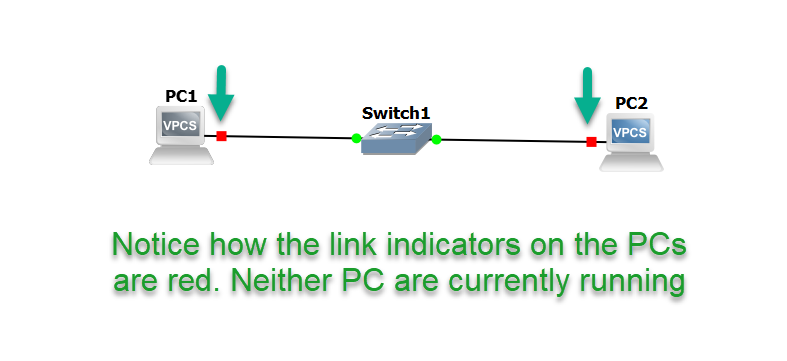 PC1
VPCS
Switch1
PC2
VPCS
Notice how the link indicators on the PCs
are red. Neither PC are currently running